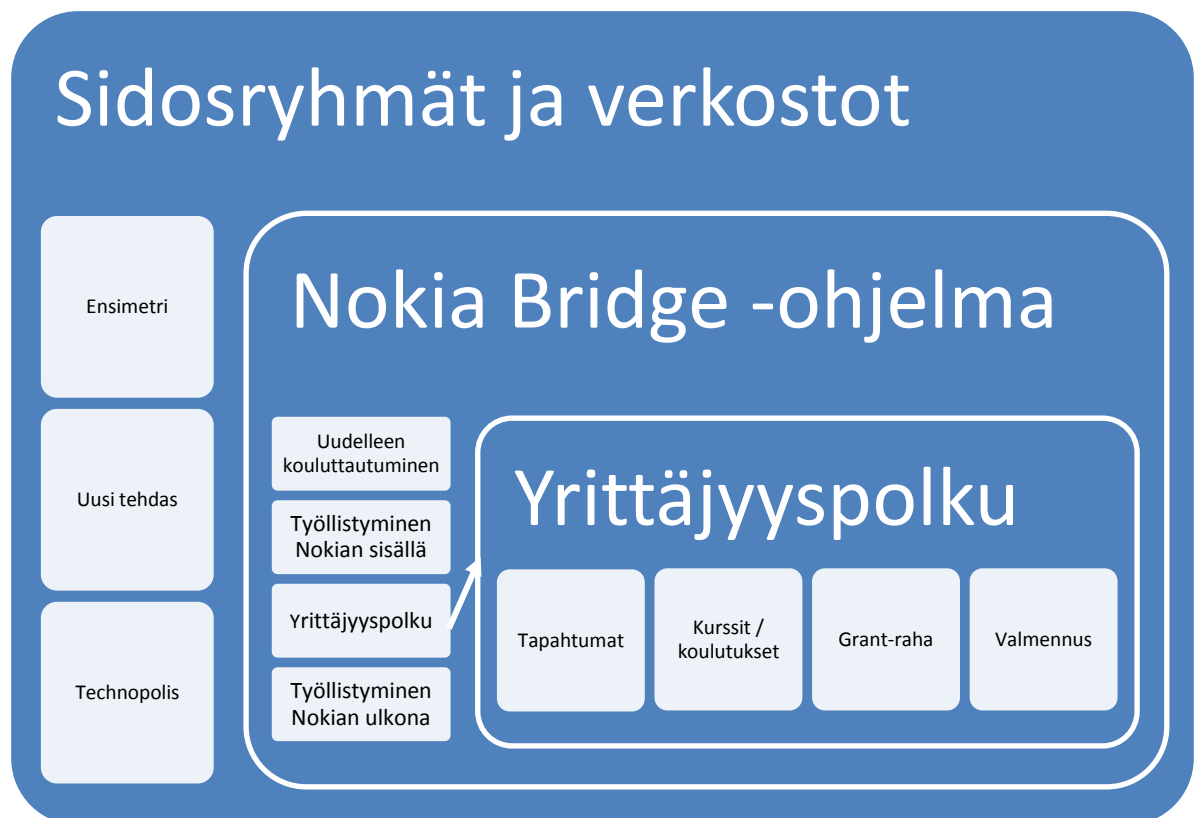 Sidosryhmät ja verkostot
Ensimetri
Uusi tehdas
Technopolis
Nokia Bridge -ohjelma
Uudelleen
kouluttautuminen
Työllistyminen
Nokian sisällä
Yrittäjyyspolku
Työllistyminen
Nokian ulkona
Yrittäjyyspolku
Tapahtumat
Kurssit /
koulutukset
Grant-raha
Valmennus